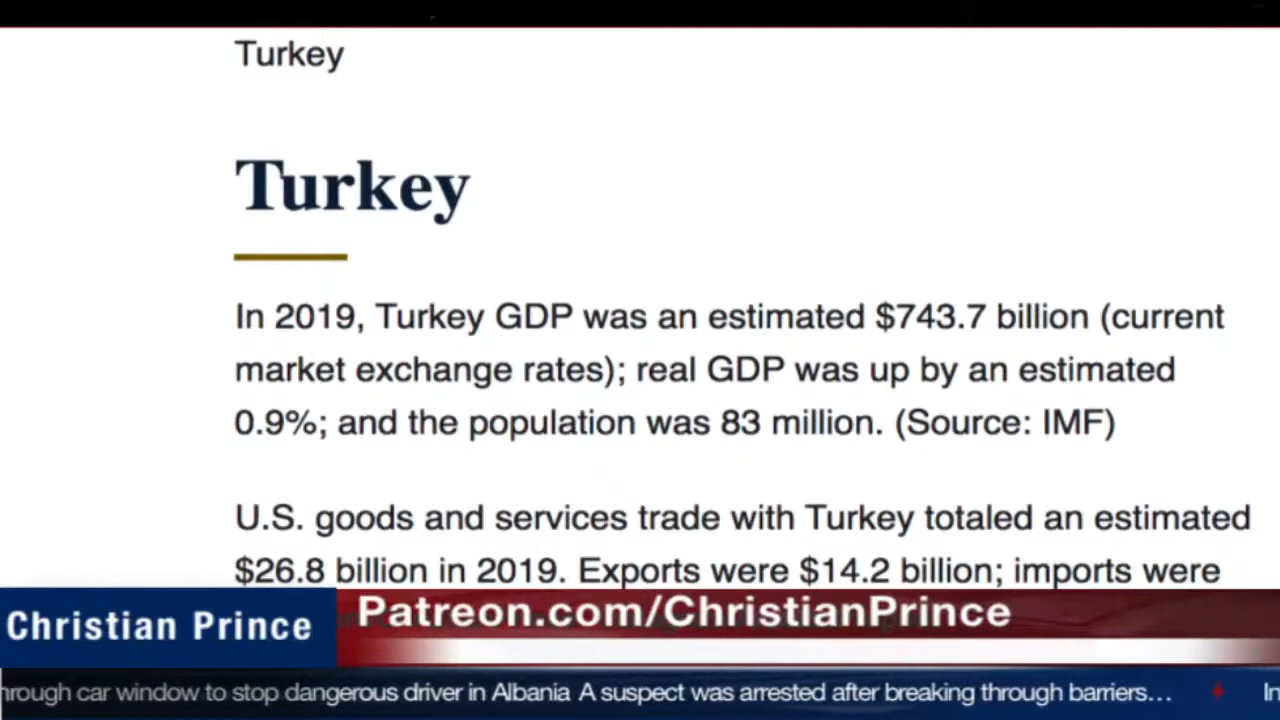 Turkey
Turkey
In 2019, Turkey GDP was an estimated $743.7 billion (current
market exchange rates); real GDP was up by an estimated
0.9%; and the population was 83 million. (Source: IMF)
U.S. goods and services trade with Turkey totaled an estimated
$26.8 billion in 2019. Exports were $14.2 billion; imports were
Christian Prince
Patreon.com/ChristianPrince
hrough car window to stop dangerous driver in Albania A suspect was arrested after breaking through barriers... In